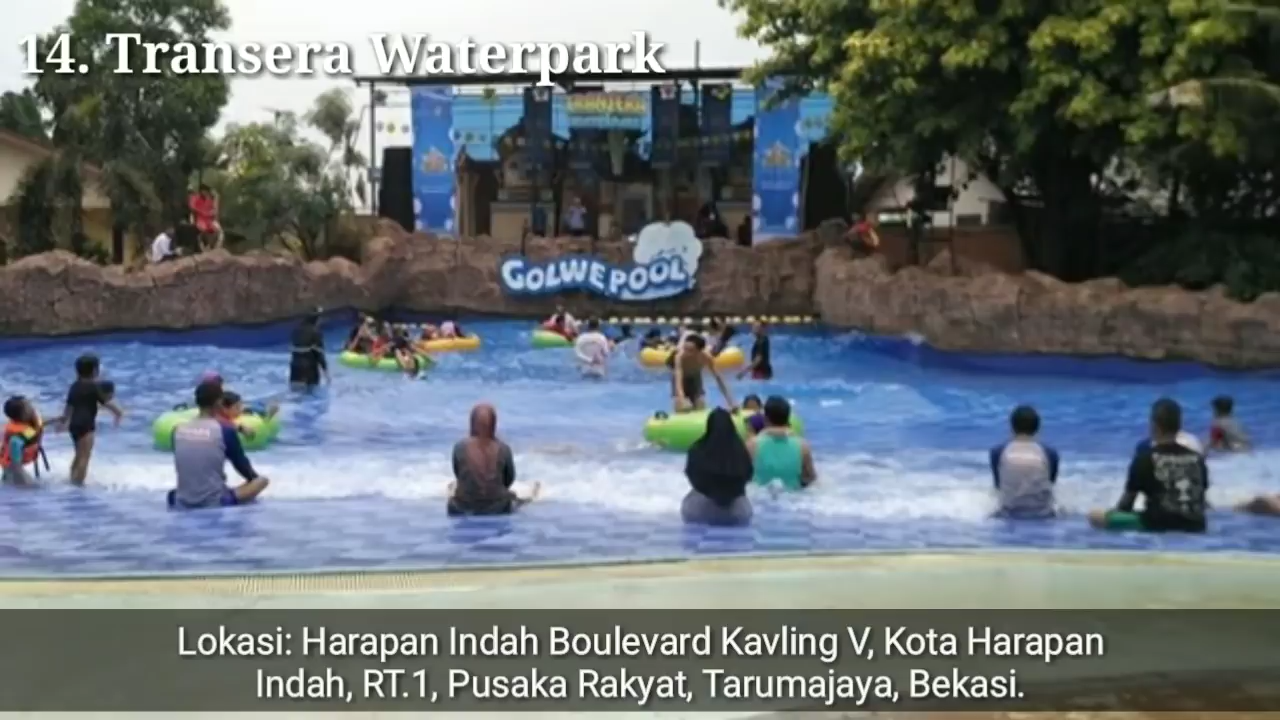 14. Transera Waterpark
TRANSERA
GOLWE POOL
Lokasi: Harapan Indah Boulevard Kavling V, Kota Harapan
Indah, RT.1, Pusaka Rakyat, Tarumajaya, Bekasi.